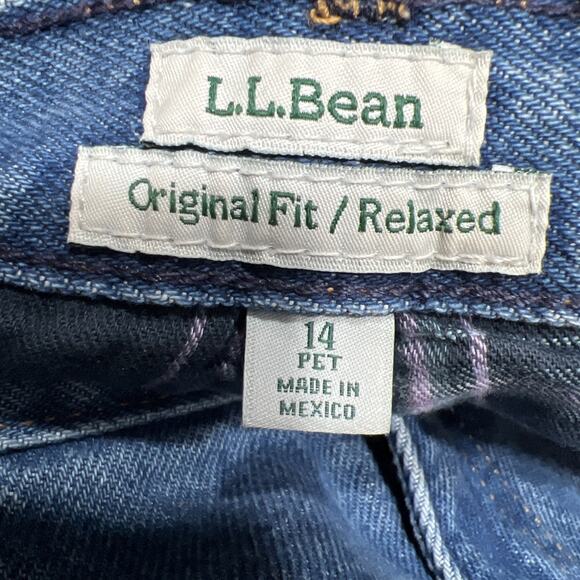 L.L.Bean
Original Fit / Relaxed
14
PET
MADE IN
MEXICO